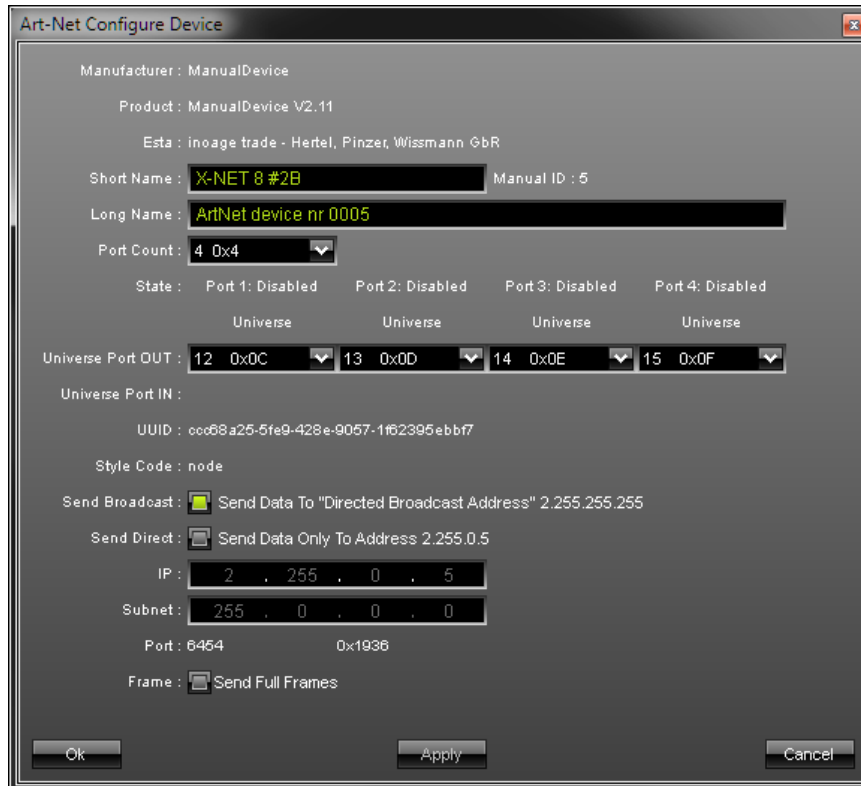 Art-Net Configure Device
Manufacturer : ManualDevice
Product : ManualDevice V2.11
Esta : inoage trade - Hertel, Pinzer, Wissmann GbR
Short Name : X-NET 8 #2B Manual ID : 5
Long Name : ArtNet device nr 0005
Port Count : 4 0x4
State : Port 1: Disabled Port 2: Disabled Port 3: Disabled Port 4: Disabled
Universe Universe Universe Universe
Universe Port OUT : 12 0x0C 13 0x0D 14 0x0E 15 0x0F
Universe Port IN :
UUID : ccc68a25-5fe9-428e-9057-1f62395ebbf7
Style Code : node
Send Broadcast : Send Data To "Directed Broadcast Address" 2.255.255.255
Send Direct : Send Data Only To Address 2.255.0.5
IP : 2 . 255 . 0 . 5
Subnet : 255 . 0 . 0 . 0
Port : 6454 0x1936
Frame : Send Full Frames
Ok Apply Cancel